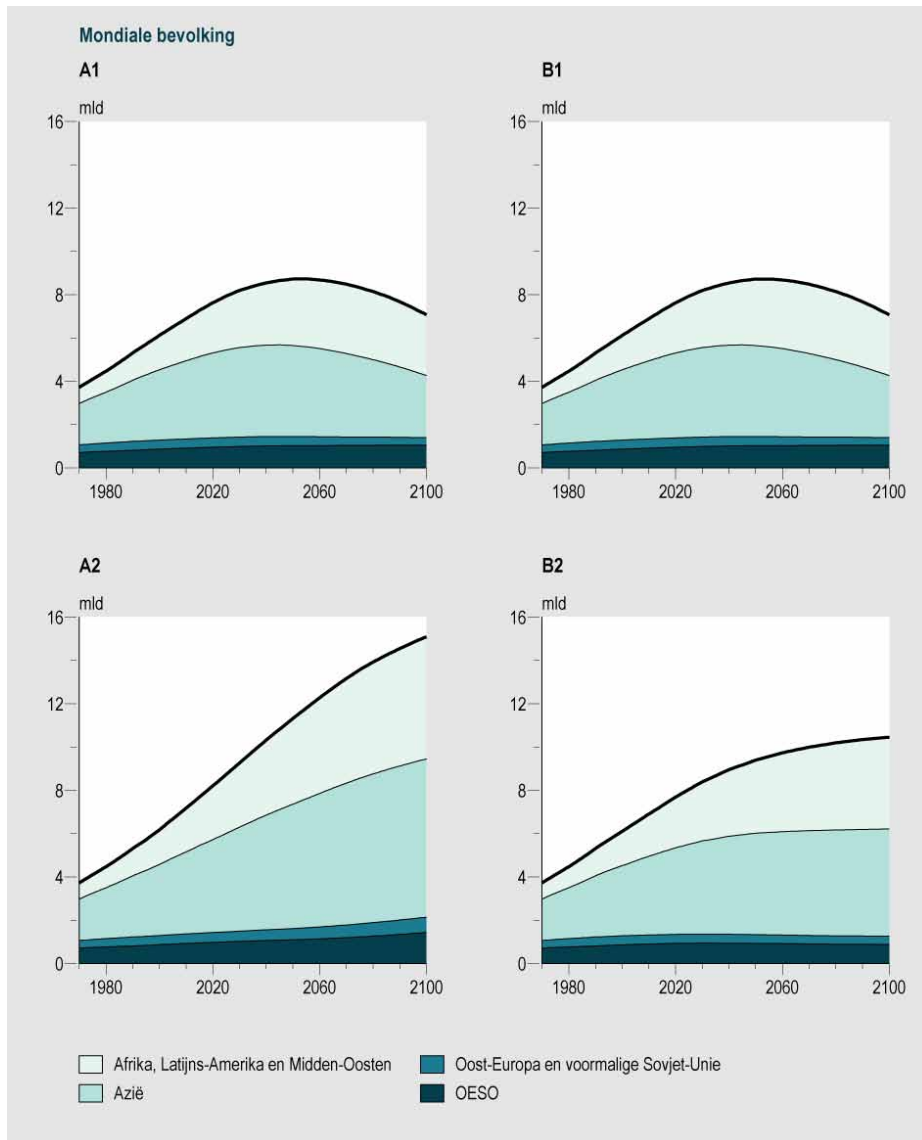 Mondiale bevolking
A1
mld
16
12
8
4
0
1980 2020 2060 2100
B1
mld
16
12
8
4
0
1980 2020 2060 2100
A2
mld
16
12
8
4
0
1980 2020 2060 2100
B2
mld
16
12
8
4
0
1980 2020 2060 2100
Afrika, Latijns-Amerika en Midden-Oosten
Azië
Oost-Europa en voormalige Sovjet-Unie
OESO